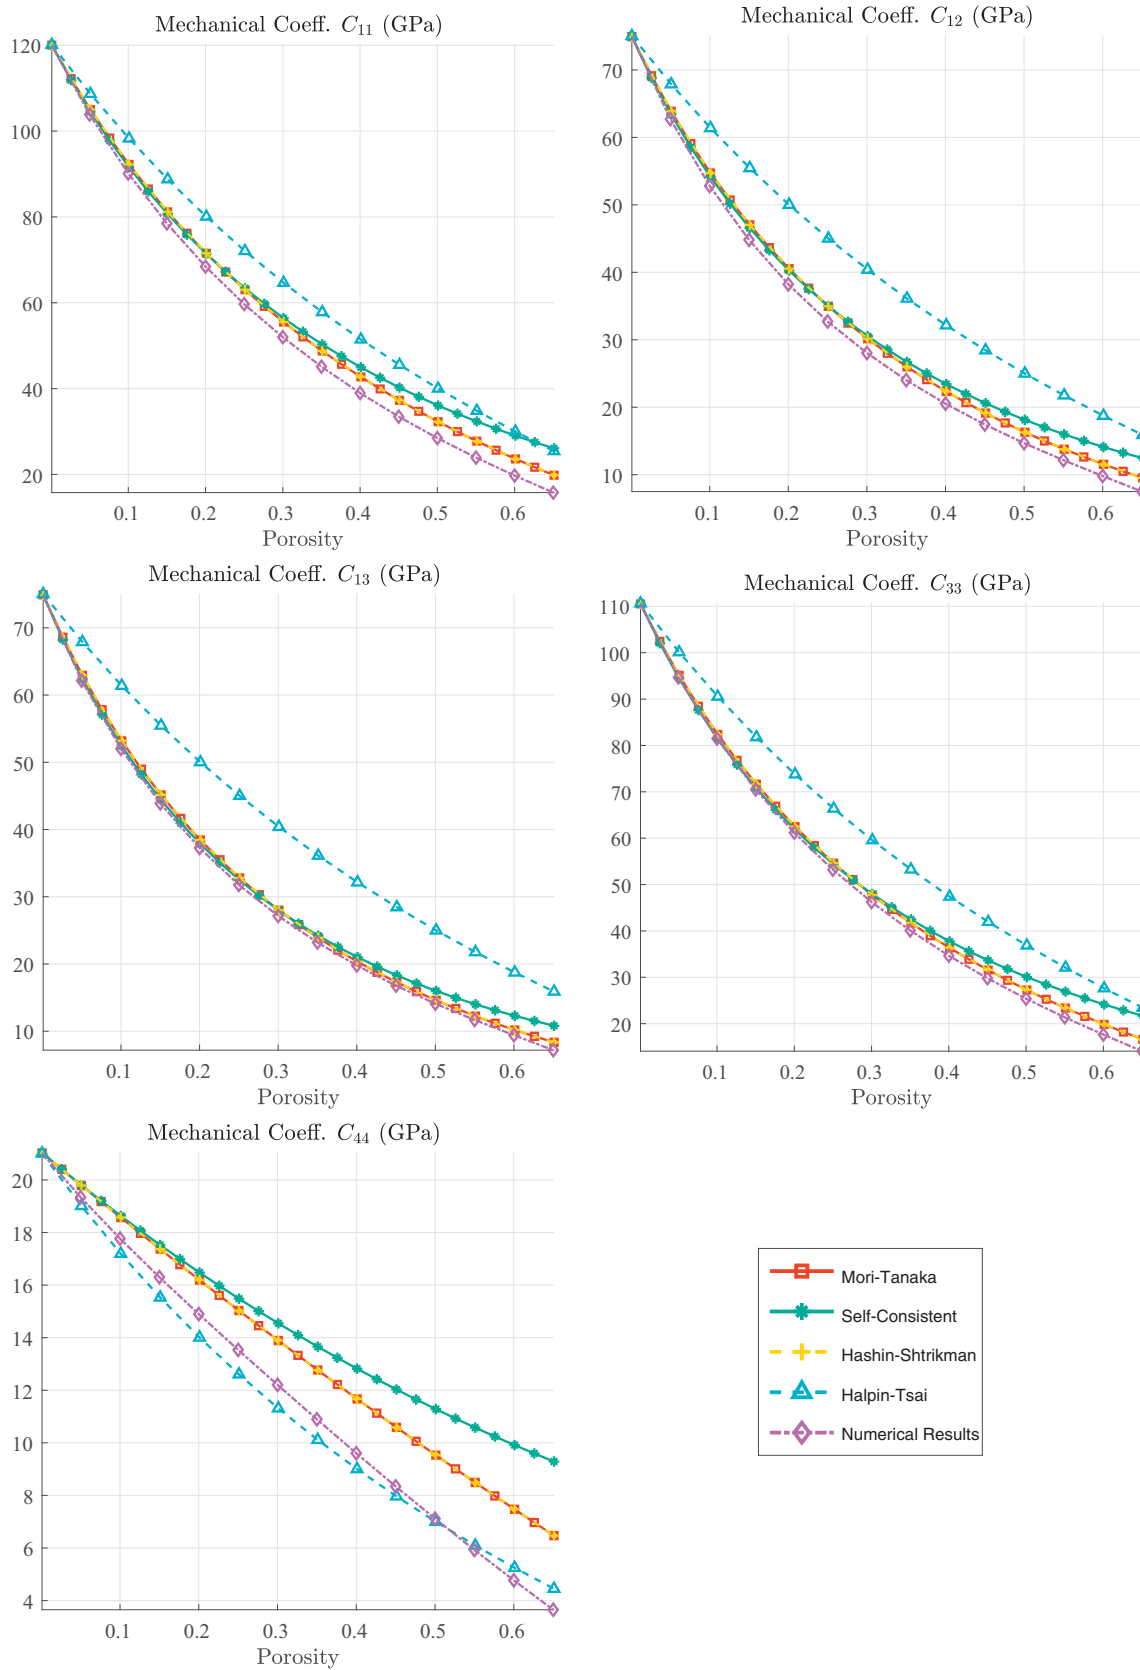 Mechanical Coeff. C11 (GPa)
120
100
80
60
40
20
0.1 0.2 0.3 0.4 0.5 0.6
Porosity
Mechanical Coeff. C12 (GPa)
70
60
50
40
30
20
10
0.1 0.2 0.3 0.4 0.5 0.6
Porosity
Mechanical Coeff. C13 (GPa)
70
60
50
40
30
20
10
0.1 0.2 0.3 0.4 0.5 0.6
Porosity
Mechanical Coeff. C33 (GPa)
110
100
90
80
70
60
50
40
30
20
0.1 0.2 0.3 0.4 0.5 0.6
Porosity
Mechanical Coeff. C44 (GPa)
20
18
16
14
12
10
8
6
4
0.1 0.2 0.3 0.4 0.5 0.6
Porosity
Mori-Tanaka
Self-Consistent
Hashin-Shtrikman
Halpin-Tsai
Numerical Results